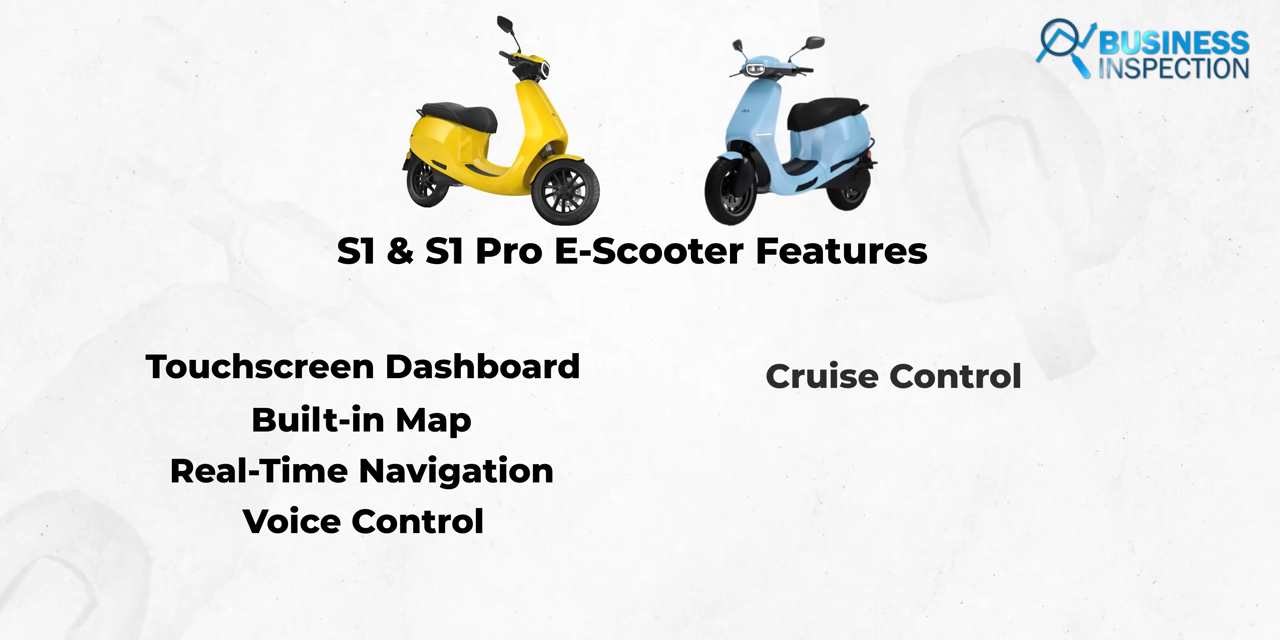 BUSINESS
INSPECTION
S1 & S1 Pro E-Scooter Features
Touchscreen Dashboard
Built-in Map
Real-Time Navigation
Voice Control
Cruise Control